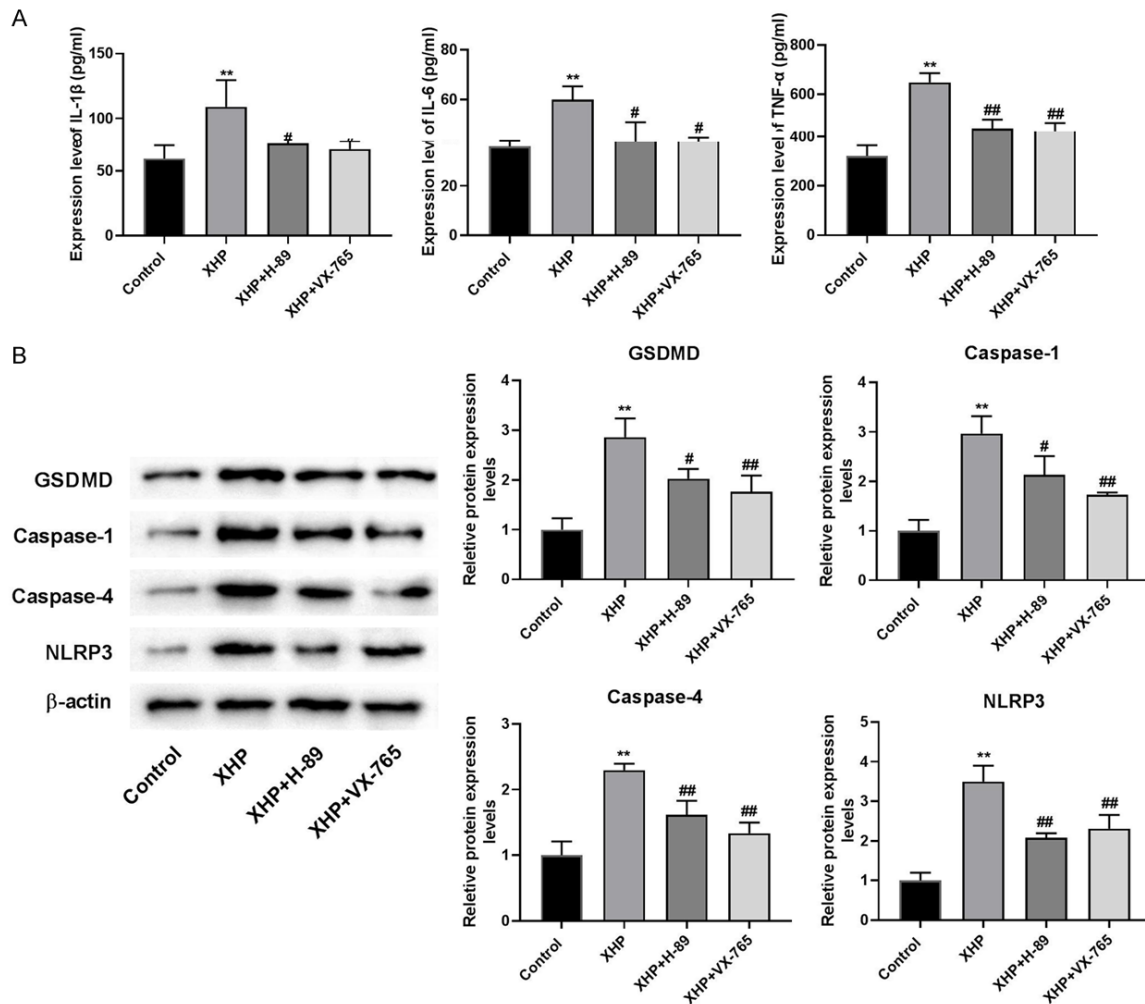 A
Expression level of IL-1β (pg/ml)
150
100
50
0
**
#
Control
XHP
XHP+H-89
XHP+VX-765
Expression level of IL-6 (pg/ml)
80
60
40
20
0
**
#
#
Control
XHP
XHP+H-89
XHP+VX-765
Expression level of TNF-α (pg/ml)
800
600
400
200
0
**
##
##
Control
XHP
XHP+H-89
XHP+VX-765
B
GSDMD
Caspase-1
Caspase-4
NLRP3
β-actin
Control
XHP
XHP+H-89
XHP+VX-765
GSDMD
Reletive protein expression
levels
4
3
2
1
0
**
#
##
Control
XHP
XHP+H-89
XHP+VX-765
Caspase-1
Reletive protein expression
levels
4
3
2
1
0
**
#
##
Control
XHP
XHP+H-89
XHP+VX-765
Caspase-4
Reletive protein expression
levels
3
2
1
0
**
##
##
Control
XHP
XHP+H-89
XHP+VX-765
NLRP3
Reletive protein expression
levels
5
4
3
2
1
0
**
##
##
Control
XHP
XHP+H-89
XHP+VX-765